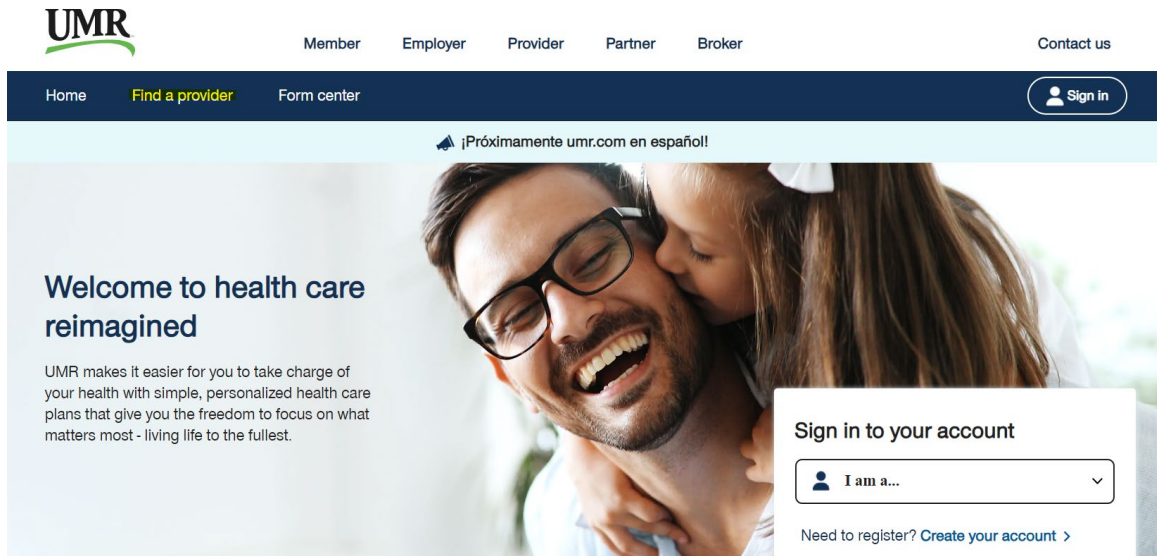 UMR
Member Employer Provider Partner Broker Contact us
Home Find a provider Form center Sign in
¡Próximamente umr.com en español!
Welcome to health care
reimagined
UMR makes it easier for you to take charge of
your health with simple, personalized health care
plans that give you the freedom to focus on what
matters most - living life to the fullest.
Sign in to your account
I am a...
Need to register? Create your account >